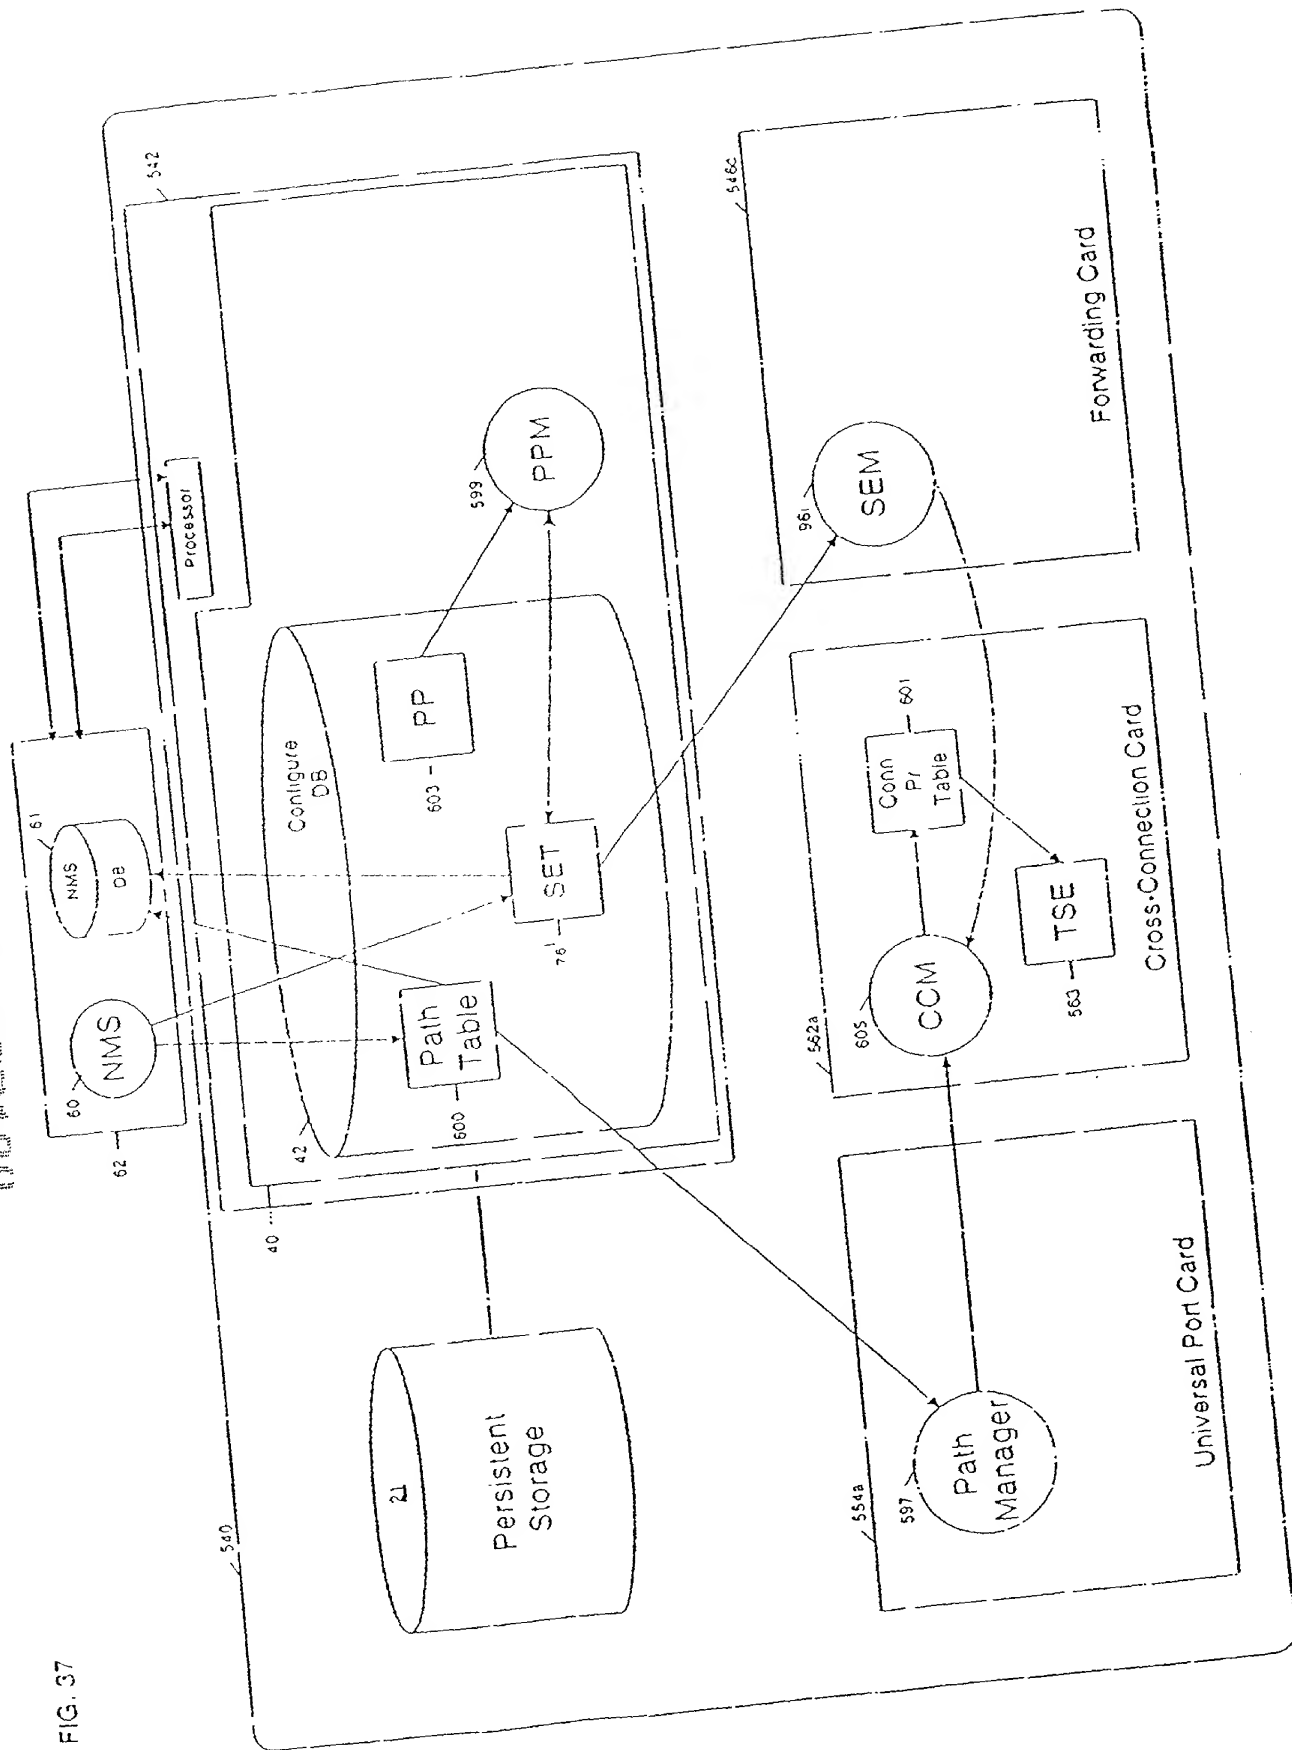 FIG. 37
540
21
Persistent
Storage
62
60
NMS
61
NMS
DB
Processor
542
40
42
Configure
DB
600
Path
Table
76'
SET
603
PP
599
PPM
554a
597
Path
Manager
Universal Port Card
562a
605
CCM
Conn
Pr
Table
601
563
TSE
Cross-Connection Card
546c
96i
SEM
Forwarding Card